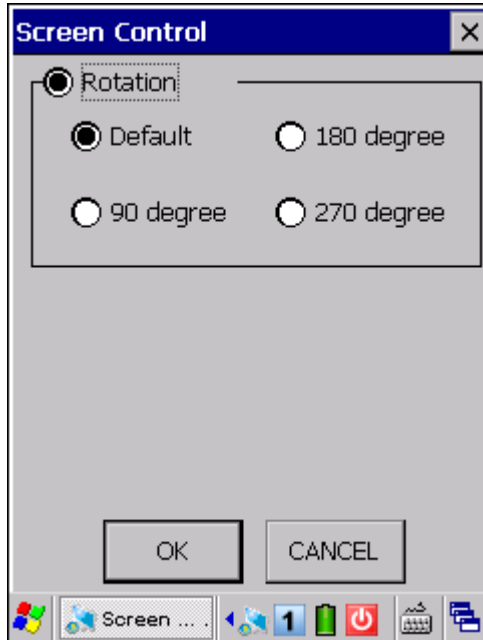 Screen Control
Rotation
Default
180 degree
90 degree
270 degree
OK
CANCEL
Screen ... .
1